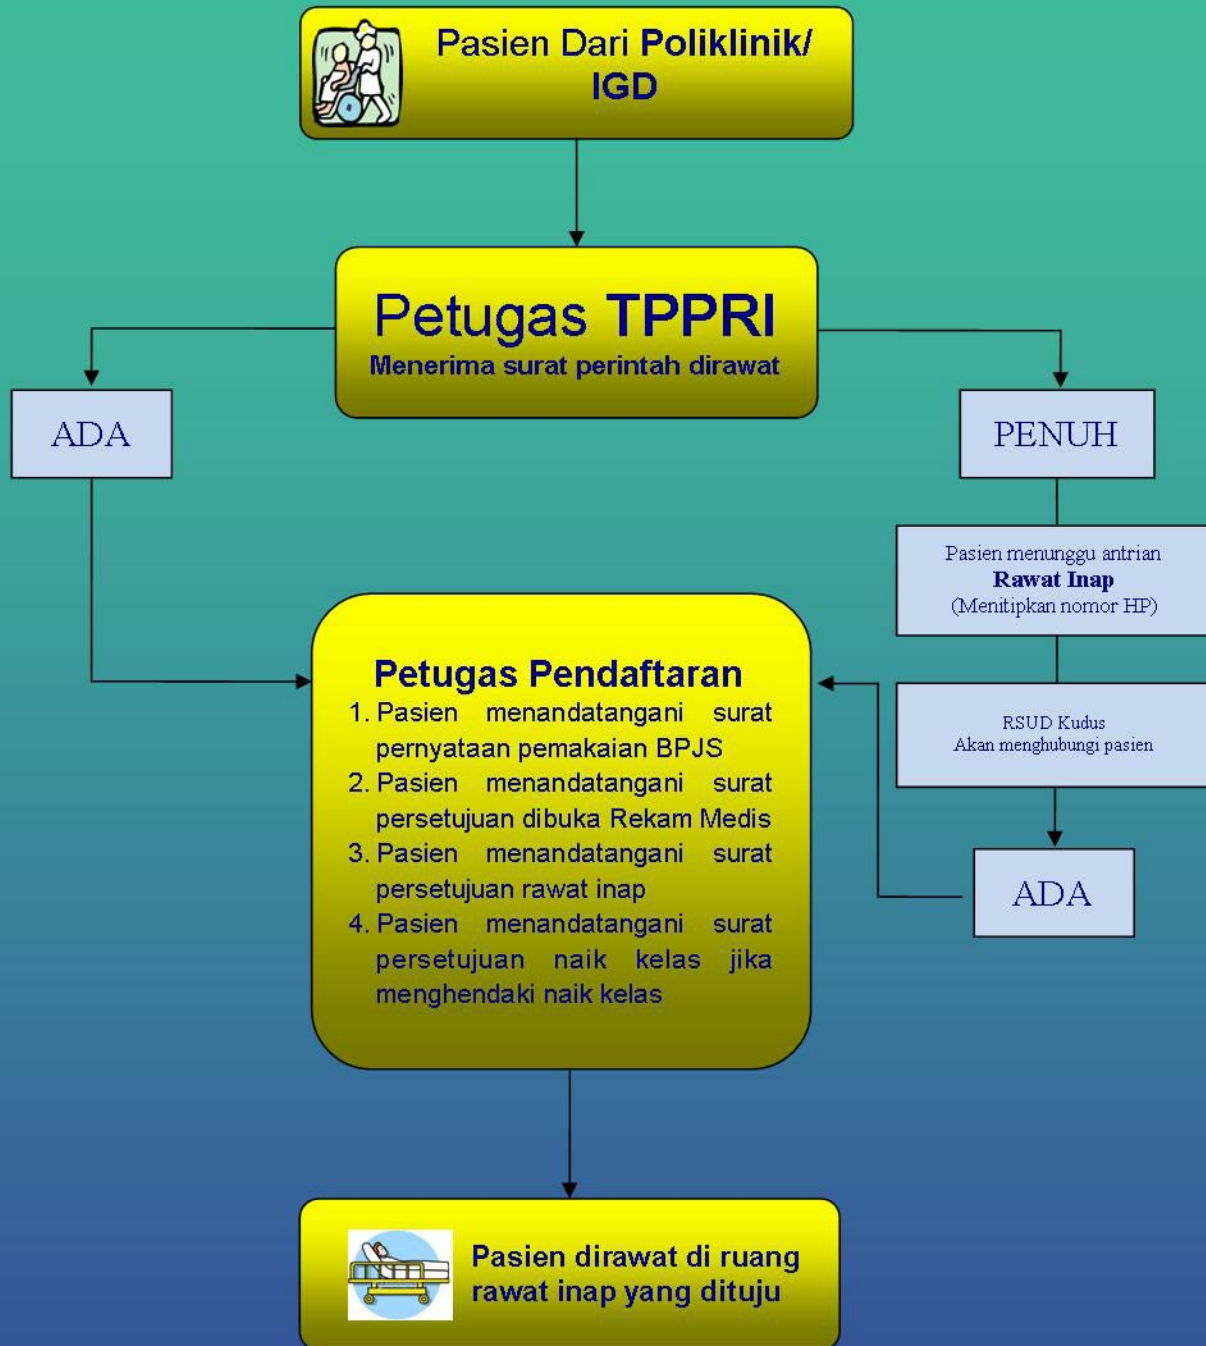 Pasien Dari Poliklinik/
IGD
Petugas TPPRI
Menerima surat perintah dirawat
ADA
PENUH
Pasien menunggu antrian
Rawat Inap
(Menitipkan nomor HP)
RSUD Kudus
Akan menghubungi pasien
ADA
Petugas Pendaftaran
1. Pasien menandatangani surat
pernyataan pemakaian BPJS
2. Pasien menandatangani surat
persetujuan dibuka Rekam Medis
3. Pasien menandatangani surat
persetujuan rawat inap
4. Pasien menandatangani surat
persetujuan naik kelas jika
menghendaki naik kelas
Pasien dirawat di ruang
rawat inap yang dituju